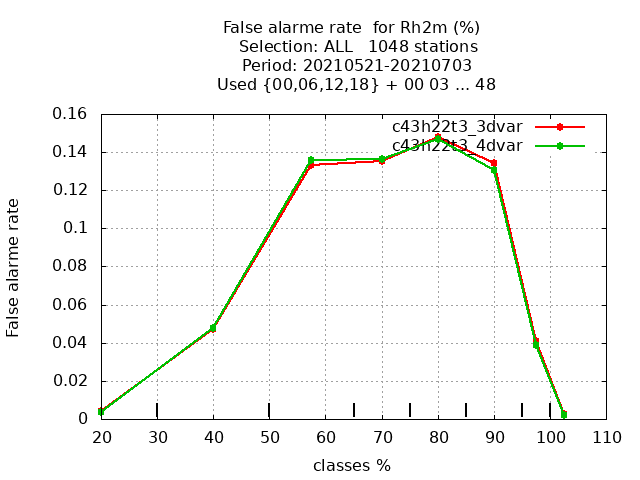 False alarme rate  for Rh2m (%)
Selection: ALL   1048 stations
Period: 20210521-20210703
Used {00,06,12,18} + 00 03 ... 48
c43h22t3_3dvar
c43h22t3_4dvar
False alarme rate
0.16
0.14
0.12
0.1
0.08
0.06
0.04
0.02
0
20 30 40 50 60 70 80 90 100 110
classes %